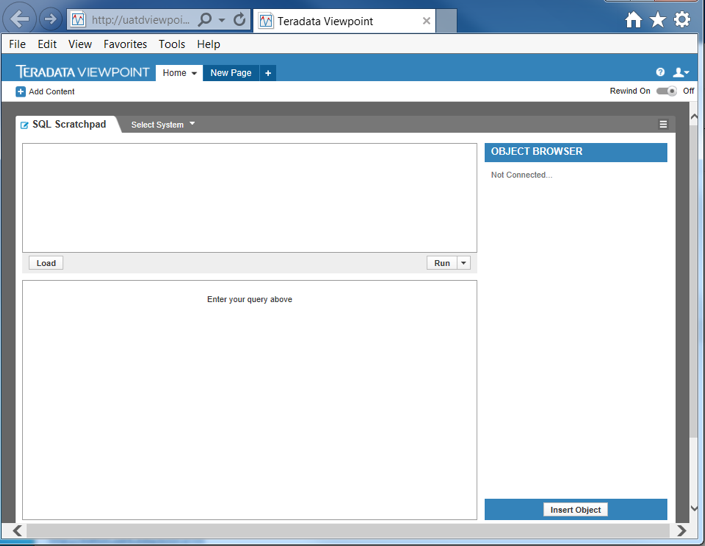 http://uatdviewpoi...
Teradata Viewpoint
File Edit View Favorites Tools Help
TERADATA VIEWPOINT Home New Page +
Add Content Rewind On Off
SQL Scratchpad Select System
OBJECT BROWSER
Not Connected...
Load Run
Enter your query above
Insert Object